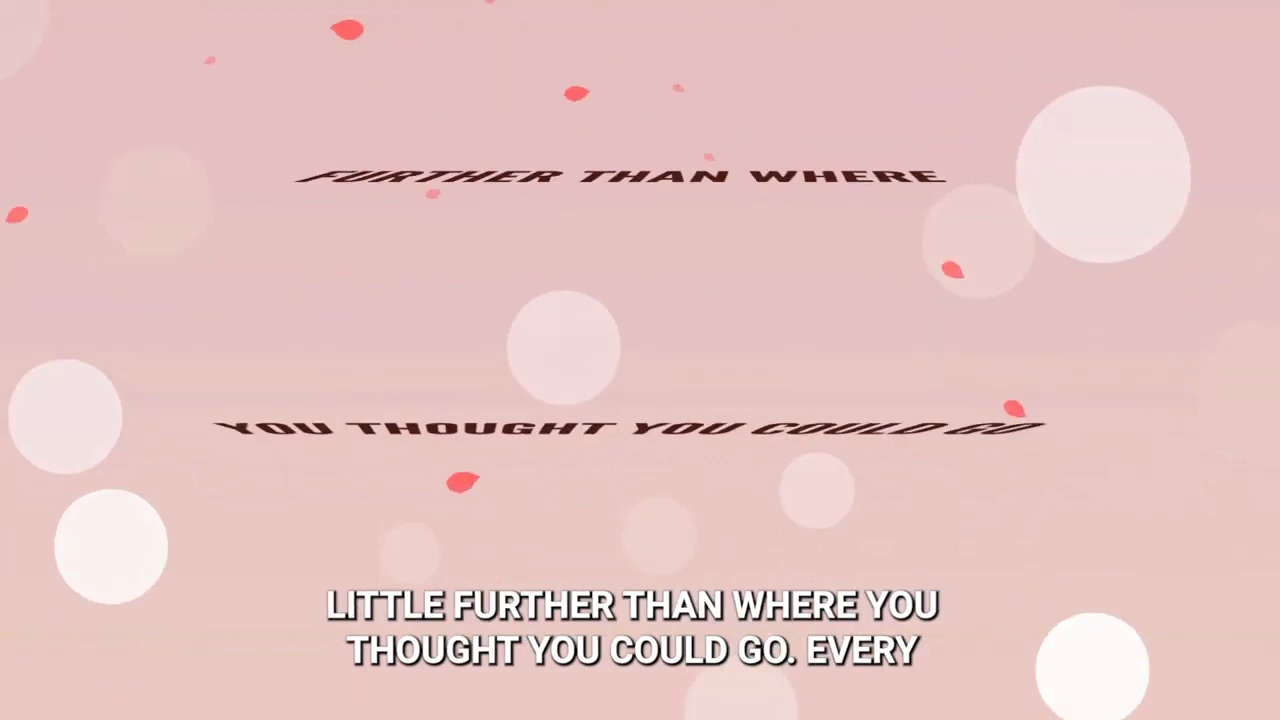 FURTHER THAN WHERE
YOU THOUGHT YOU COULD GO
LITTLE FURTHER THAN WHERE YOU
THOUGHT YOU COULD GO. EVERY